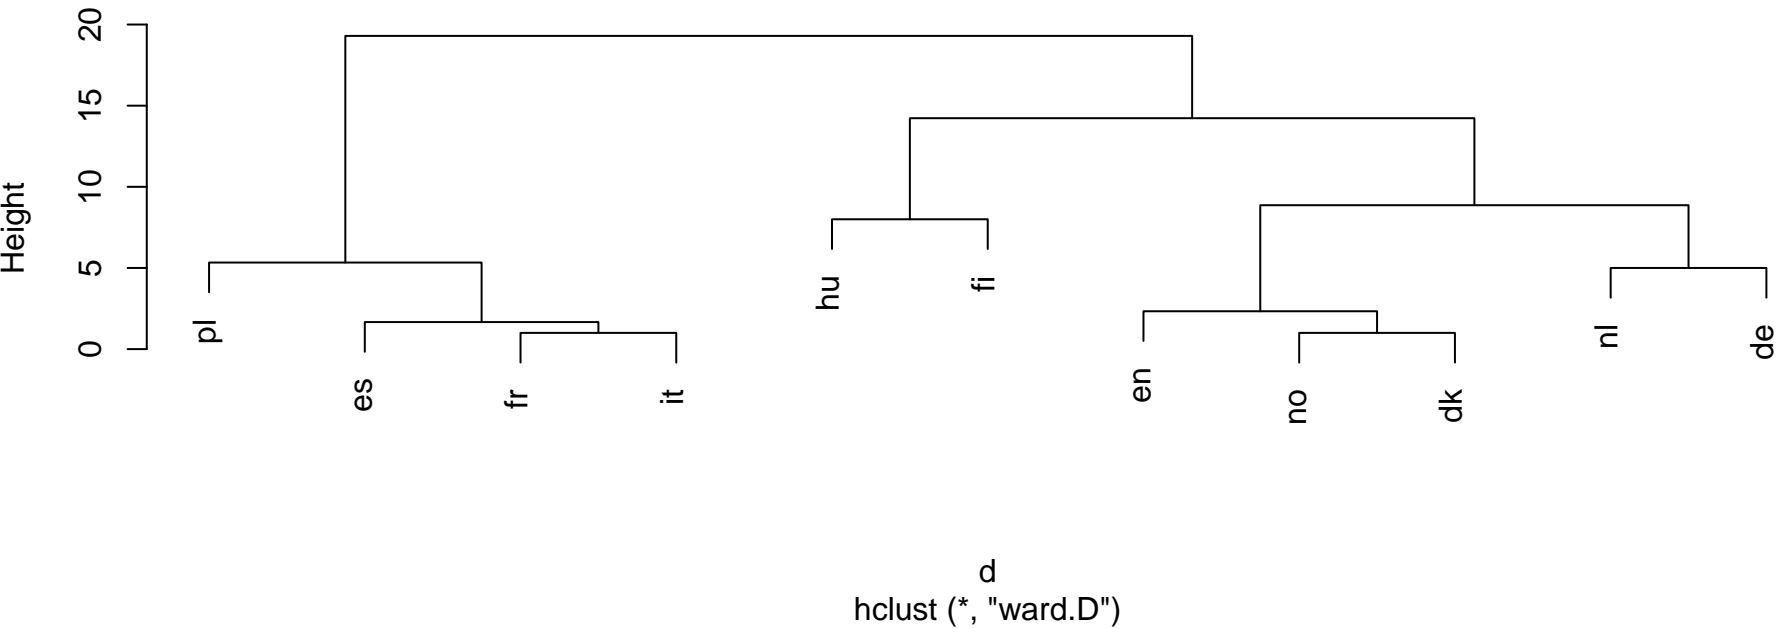 20
15
10
5
0
Height
pl
es
fr
it
hu
fi
en
no
dk
nl
de
d
hclust (*, "ward.D")